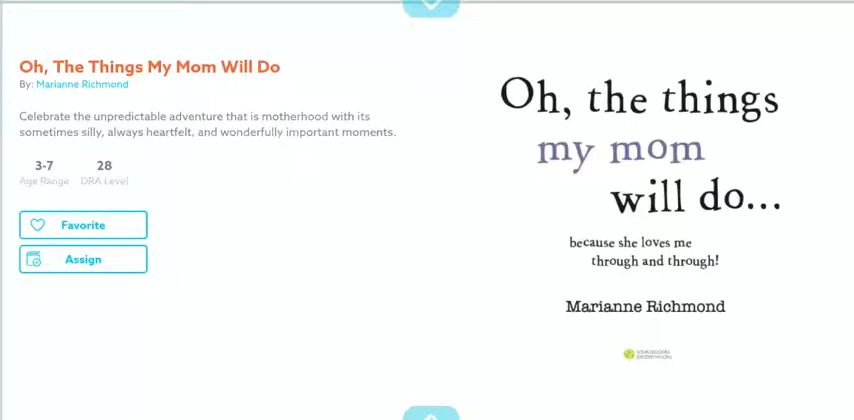 Oh, The Things My Mom Will Do
By: Marianne Richmond
Celebrate the unpredictable adventure that is motherhood with its
sometimes silly, always heartfelt, and wonderfully important moments.
3-7 28
Age Range DRA Level
Favorite
Assign
Oh, the things
my mom
will do...
because she loves me
through and through!
Marianne Richmond